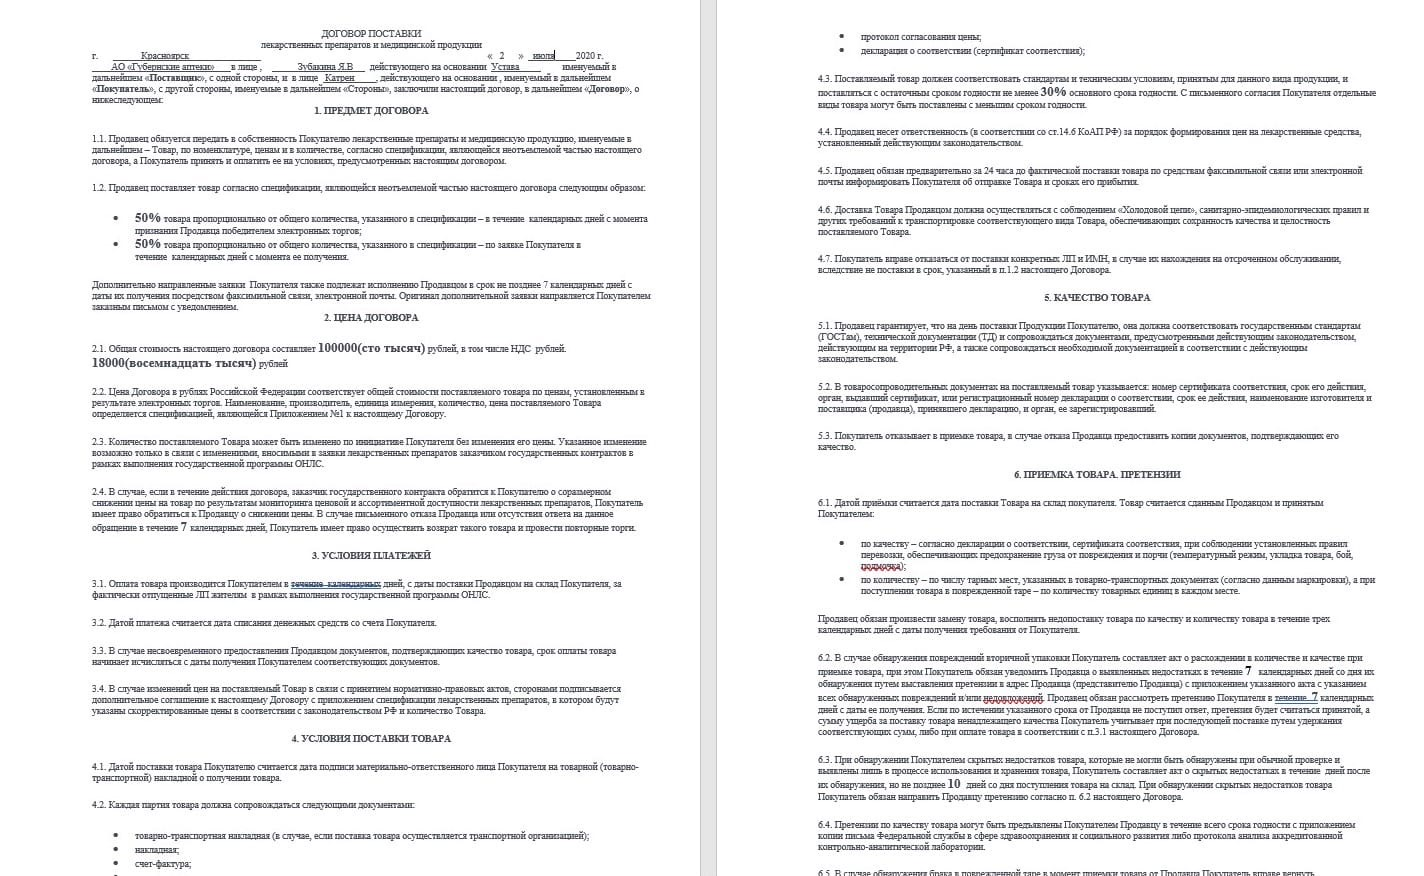 ДОГОВОР ПОСТАВКИ
лекарственных препаратов и медицинской продукции
г. Красноярск « 2 » июля 2020 г.
АО «Губернские аптеки» в лице , Зубакина Я.В действующего на основании Устава именуемый в
дальнейшем «Поставщик», с одной стороны, и в лице Катрен , действующего на основании , именуемый в дальнейшем
«Покупатель», с другой стороны, именуемые в дальнейшем «Стороны», заключили настоящий договор, в дальнейшем «Договор», о
нижеследующем:
1. ПРЕДМЕТ ДОГОВОРА
1.1. Продавец обязуется передать в собственность Покупателю лекарственные препараты и медицинскую продукцию, именуемые в
дальнейшем – Товар, по номенклатуре, ценам и в количестве, согласно спецификации, являющейся неотъемлемой частью настоящего
договора, а Покупатель принять и оплатить ее на условиях, предусмотренных настоящим договором.
1.2. Продавец поставляет товар согласно спецификации, являющейся неотъемлемой частью настоящего договора следующим образом:
• 50% товара пропорционально от общего количества, указанного в спецификации – в течение календарных дней с момента
признания Продавца победителем электронных торгов;
• 50% товара пропорционально от общего количества, указанного в спецификации – по заявке Покупателя в
течение календарных дней с момента ее получения.
Дополнительно направленные заявки Покупателя также подлежат исполнению Продавцом в срок не позднее 7 календарных дней с
даты их получения посредством факсимильной связи, электронной почты. Оригинал дополнительной заявки направляется Покупателем
заказным письмом с уведомлением.
2. ЦЕНА ДОГОВОРА
2.1. Общая стоимость настоящего договора составляет 100000(сто тысяч) рублей, в том числе НДС рублей.
18000(восемнадцать тысяч) рублей
2.2. Цена Договора в рублях Российской Федерации соответствует общей стоимости поставляемого товара по ценам, установленным в
результате электронных торгов. Наименование, производитель, единица измерения, количество, цена поставляемого Товара
определяется спецификацией, являющейся Приложением №1 к настоящему Договору.
2.3. Количество поставляемого Товара может быть изменено по инициативе Покупателя без изменения его цены. Указанное изменение
возможно только в связи с изменениями, вносимыми в заявки лекарственных препаратов заказчиком государственных контрактов в
рамках выполнения государственной программы ОНЛС.
2.4. В случае, если в течение действия договора, заказчик государственного контракта обратится к Покупателю о соразмерном
снижении цены на товар по результатам мониторинга ценовой и ассортиментной доступности лекарственных препаратов, Покупатель
имеет право обратиться к Продавцу о снижении цены. В случае письменного отказа Продавца или отсутствия ответа на данное
обращение в течение 7 календарных дней, Покупатель имеет право осуществить возврат такого товара и провести повторные торги.
3. УСЛОВИЯ ПЛАТЕЖЕЙ
3.1. Оплата товара производится Покупателем в течение календарных дней, с даты поставки Продавцом на склад Покупателя, за
фактически отпущенные ЛП жителям в рамках выполнения государственной программы ОНЛС.
3.2. Датой платежа считается дата списания денежных средств со счета Покупателя.
3.3. В случае несвоевременного предоставления Продавцом документов, подтверждающих качество товара, срок оплаты товара
начинает исчисляться с даты получения Покупателем соответствующих документов.
3.4. В случае изменений цен на поставляемый Товар в связи с принятием нормативно-правовых актов, сторонами подписывается
дополнительное соглашение к настоящему Договору с приложением спецификации лекарственных препаратов, в котором будут
указаны скорректированные цены в соответствии с законодательством РФ и количество Товара.
4. УСЛОВИЯ ПОСТАВКИ ТОВАРА
4.1. Датой поставки товара Покупателю считается дата подписи материально-ответственного лица Покупателя на товарной (товарно-
транспортной) накладной о получении товара.
4.2. Каждая партия товара должна сопровождаться следующими документами:
• товарно-транспортная накладная (в случае, если поставка товара осуществляется транспортной организацией);
• накладная;
• счет-фактура;
• протокол согласования цены;
• декларация о соответствии (сертификат соответствия);
4.3. Поставляемый товар должен соответствовать стандартам и техническим условиям, принятым для данного вида продукции, и
поставляться с остаточным сроком годности не менее 30% основного срока годности. С письменного согласия Покупателя отдельные
виды товара могут быть поставлены с меньшим сроком годности.
4.4. Продавец несет ответственность (в соответствии со ст.14.6 КоАП РФ) за порядок формирования цен на лекарственные средства,
установленный действующим законодательством.
4.5. Продавец обязан предварительно за 24 часа до фактической поставки товара по средствам факсимильной связи или электронной
почты информировать Покупателя об отправке Товара и сроках его прибытия.
4.6. Доставка Товара Продавцом должна осуществляться с соблюдением «Холодовой цепи», санитарно-эпидемиологических правил и
других требований к транспортировке соответствующего вида Товара, обеспечивающих сохранность качества и целостность
поставляемого Товара.
4.7. Покупатель вправе отказаться от поставки конкретных ЛП и ИМН, в случае их нахождения на отсроченном обслуживании,
вследствие не поставки в срок, указанный в п.1.2 настоящего Договора.
5. КАЧЕСТВО ТОВАРА
5.1. Продавец гарантирует, что на день поставки Продукции Покупателю, она должна соответствовать государственным стандартам
(ГОСТам), технической документации (ТД) и сопровождаться документами, предусмотренными действующим законодательством,
действующим на территории РФ, а также сопровождаться необходимой документацией в соответствии с действующим
законодательством.
5.2. В товаросопроводительных документах на поставляемый товар указывается: номер сертификата соответствия, срок его действия,
орган, выдавший сертификат, или регистрационный номер декларации о соответствии, срок ее действия, наименование изготовителя и
поставщика (продавца), принявшего декларацию, и орган, ее зарегистрировавший.
5.3. Покупатель отказывает в приемке товара, в случае отказа Продавца предоставить копии документов, подтверждающих его
качество.
6. ПРИЕМКА ТОВАРА. ПРЕТЕНЗИИ
6.1. Датой приёмки считается дата поставки Товара на склад покупателя. Товар считается сданным Продавцом и принятым
Покупателем:
• по качеству – согласно декларации о соответствии, сертификата соответствия, при соблюдении установленных правил
перевозки, обеспечивающих предохранение груза от повреждения и порчи (температурный режим, укладка товара, бой,
подмочка);
• по количеству – по числу тарных мест, указанных в товарно-транспортных документах (согласно данным маркировки), а при
поступлении товара в поврежденной таре – по количеству товарных единиц в каждом месте.
Продавец обязан произвести замену товара, восполнять недопоставку товара по качеству и количеству товара в течение трех
календарных дней с даты получения требования от Покупателя.
6.2. В случае обнаружения повреждений вторичной упаковки Покупатель составляет акт о расхождении в количестве и качестве при
приемке товара, при этом Покупатель обязан уведомить Продавца о выявленных недостатках в течение 7 календарных дней со дня их
обнаружения путем выставления претензии в адрес Продавца (представителю Продавца) с приложением указанного акта с указанием
всех обнаруженных повреждений и/или недовложений. Продавец обязан рассмотреть претензию Покупателя в течение 7 календарных
дней с даты ее получения. Если по истечении указанного срока от Продавца не поступил ответ, претензия будет считаться принятой, а
сумму ущерба за поставку товара ненадлежащего качества Покупатель учитывает при последующей поставке путем удержания
соответствующих сумм, либо при оплате товара в соответствии с п.3.1 настоящего Договора.
6.3. При обнаружении Покупателем скрытых недостатков товара, которые не могли быть обнаружены при обычной проверке и
выявлены лишь в процессе использования и хранения товара, Покупатель составляет акт о скрытых недостатках в течение дней после
их обнаружения, но не позднее 10 дней со дня поступления товара на склад. При обнаружении скрытых недостатков товара
Покупатель обязан направить Продавцу претензию согласно п. 6.2 настоящего Договора.
6.4. Претензии по качеству товара могут быть предъявлены Покупателем Продавцу в течение всего срока годности с приложением
копии письма Федеральной службы в сфере здравоохранения и социального развития либо протокола анализа аккредитованной
контрольно-аналитической лаборатории.
6.5. В случае обнаружения брака в поврежденной таре в момент приемки товара от Продавца Покупатель вправе вернуть